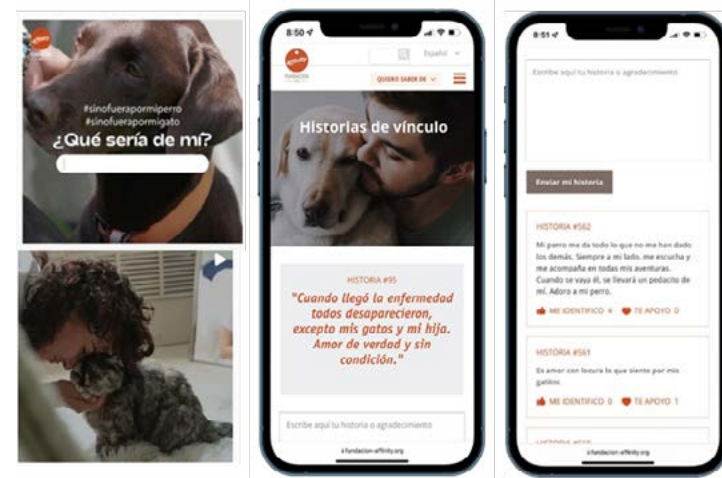 #sinofuerapormiperro
#sinofuerapormigato
¿Qué sería de mí?
8:50
Affinity
FUNDACIÓN
Español
QUIERO SABER DE
Historias de vínculo
HISTORIA #95
"Cuando llegó la enfermedad
todos desaparecieron,
excepto mis gatos y mi hija.
Amor de verdad y sin
condición."
Escribe aquí tu historia o agradecimiento
fundacion-affinity.org
8:51
Escribe aquí tu historia o agradecimiento
Enviar mi historia
HISTORIA #562
Mi perro me da todo lo que no me han dado
los demás. Siempre a mi lado, me escucha y
me acompaña en todas mis aventuras.
Cuando se vaya él, se llevará un pedacito de
mí. Adoro a mi perro.
ME IDENTIFICO 4 TE APOYO 0
HISTORIA #561
Es amor con locura lo que siento por mis
gatitos.
ME IDENTIFICO 0 TE APOYO 1
fundacion-affinity.org